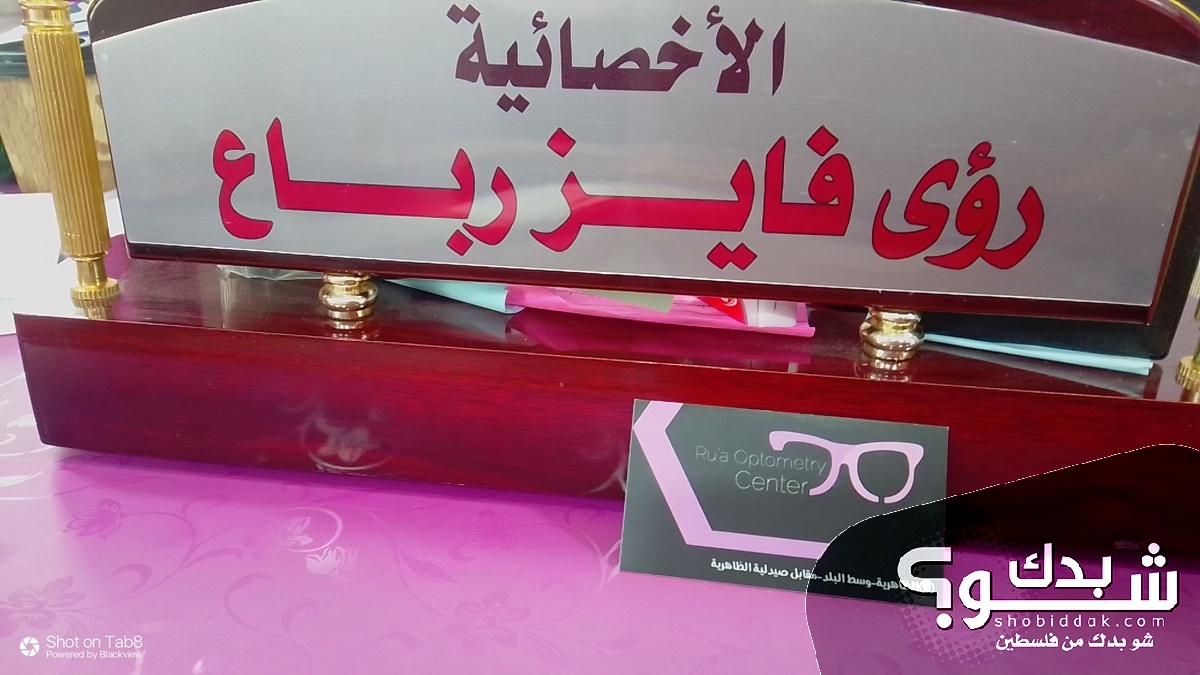 الأخصائية
رؤى فايز رباع
Ru'a Optometry
Center
وسط البلد-مقابل صيدلية الظاهرية
شو بدك؟
shobiddak.com
شو بدك من فلسطين
Shot on Tab8
Powered by Blackview